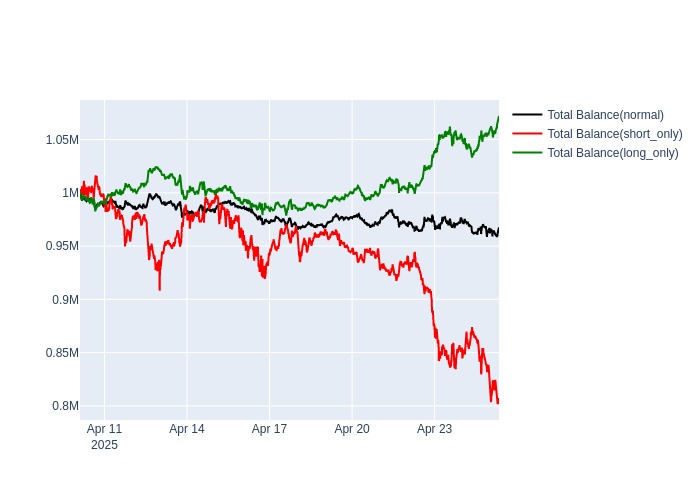 Total Balance(normal)
Total Balance(short_only)
Total Balance(long_only)
1.05M
1M
0.95M
0.9M
0.85M
0.8M
Apr 11
2025
Apr 14
Apr 17
Apr 20
Apr 23